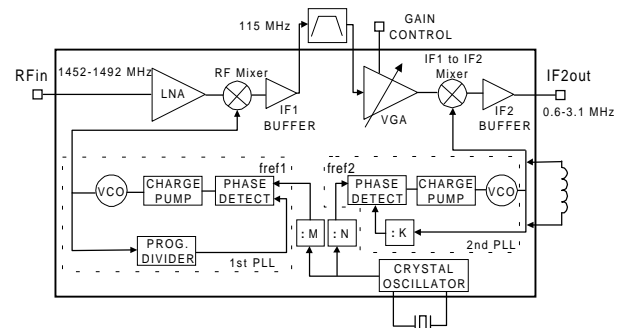 115 MHz
GAIN
CONTROL
RFin
1452-1492 MHz
LNA
RF Mixer
IF1
BUFFER
VGA
IF1 to IF2
Mixer
IF2
BUFFER
IF2out
0.6-3.1 MHz
fref1
fref2
VCO
CHARGE
PUMP
PHASE
DETECT
PHASE
DETECT
CHARGE
PUMP
VCO
:M
:N
:K
PROG.
DIVIDER
1st PLL
2nd PLL
CRYSTAL
OSCILLATOR